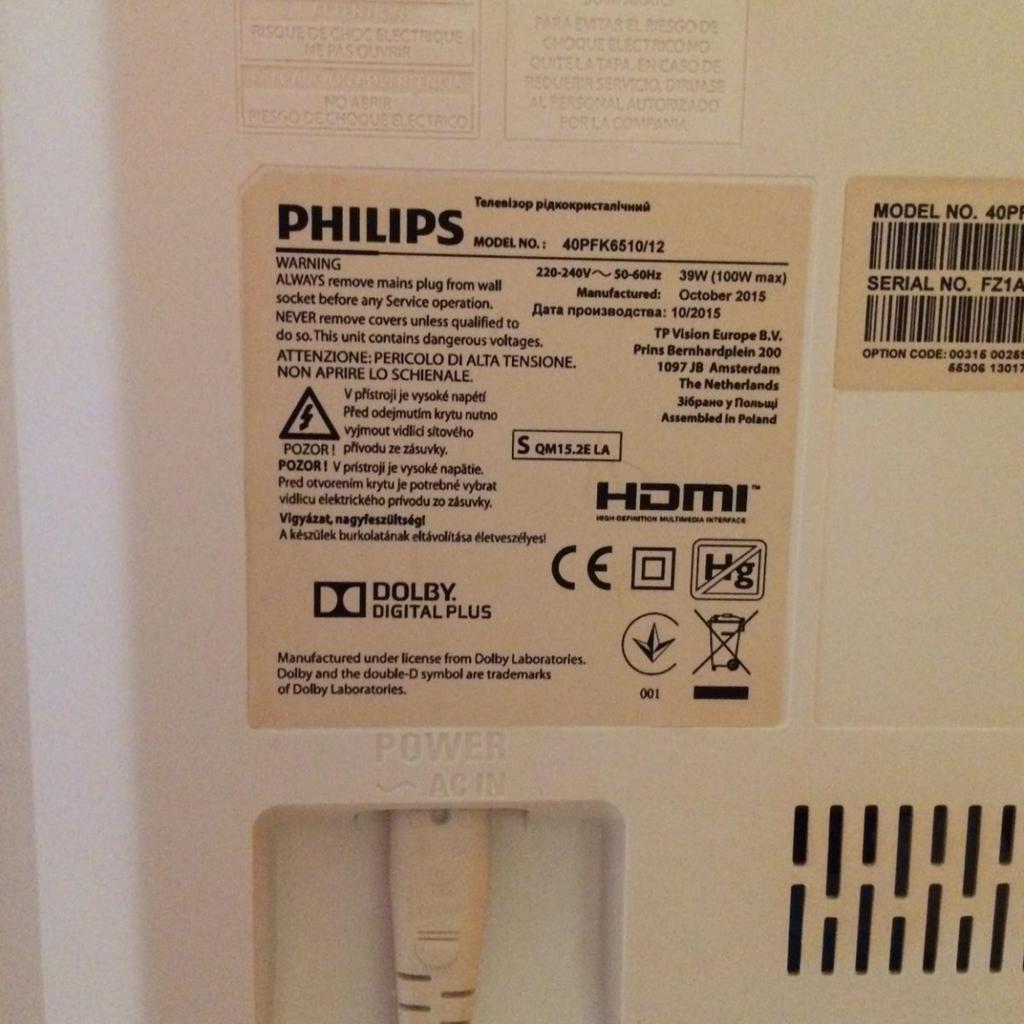 ATTENTION
RISQUE DE CHOC ELECTRIQUE
NE PAS OUVRIR
NO ABRIR
RIESGO DE CHOQUE ELECTRICO
PARA EVITAR EL RIESGO DE
CHOQUE ELECTRICO NO
QUITE LA TAPA. EN CASO DE
REQUERIR SERVICIO, DIRIJASE
AL PERSONAL AUTORIZADO
POR LA COMPANIA
PHILIPS
Телевізор рідкокристалічний
MODEL NO.: 40PFK6510/12
WARNING
ALWAYS remove mains plug from wall
socket before any Service operation.
NEVER remove covers unless qualified to
do so. This unit contains dangerous voltages.
ATTENZIONE: PERICOLO DI ALTA TENSIONE.
NON APRIRE LO SCHIENALE.
220-240V~ 50-60Hz 39W (100W max)
Manufactured: October 2015
Дата производства: 10/2015
TP Vision Europe B.V.
Prins Bernhardplein 200
1097 JB Amsterdam
The Netherlands
Зібрано у Польщі
Assembled in Poland
V přístroji je vysoké napětí
Před odejmutím krytu nutno
vyjmout vidlici síťového
POZOR! přívodu ze zásuvky.
POZOR! V prístroji je vysoké napätie.
Pred otvorením krytu je potrebné vybrať
vidlicu elektrického prívodu zo zásuvky.
Vigyázat, nagyfeszültség!
A készülek burkolatának eltávolítása életveszélyes!
S QM15.2E LA
HDMI™
HIGH-DEFINITION MULTIMEDIA INTERFACE
CE
Hg
DOLBY.
DIGITAL PLUS
001
Manufactured under license from Dolby Laboratories.
Dolby and the double-D symbol are trademarks
of Dolby Laboratories.
MODEL NO. 40PF
SERIAL NO. FZ1A
OPTION CODE: 00315
55306 13017
POWER
~ AC IN